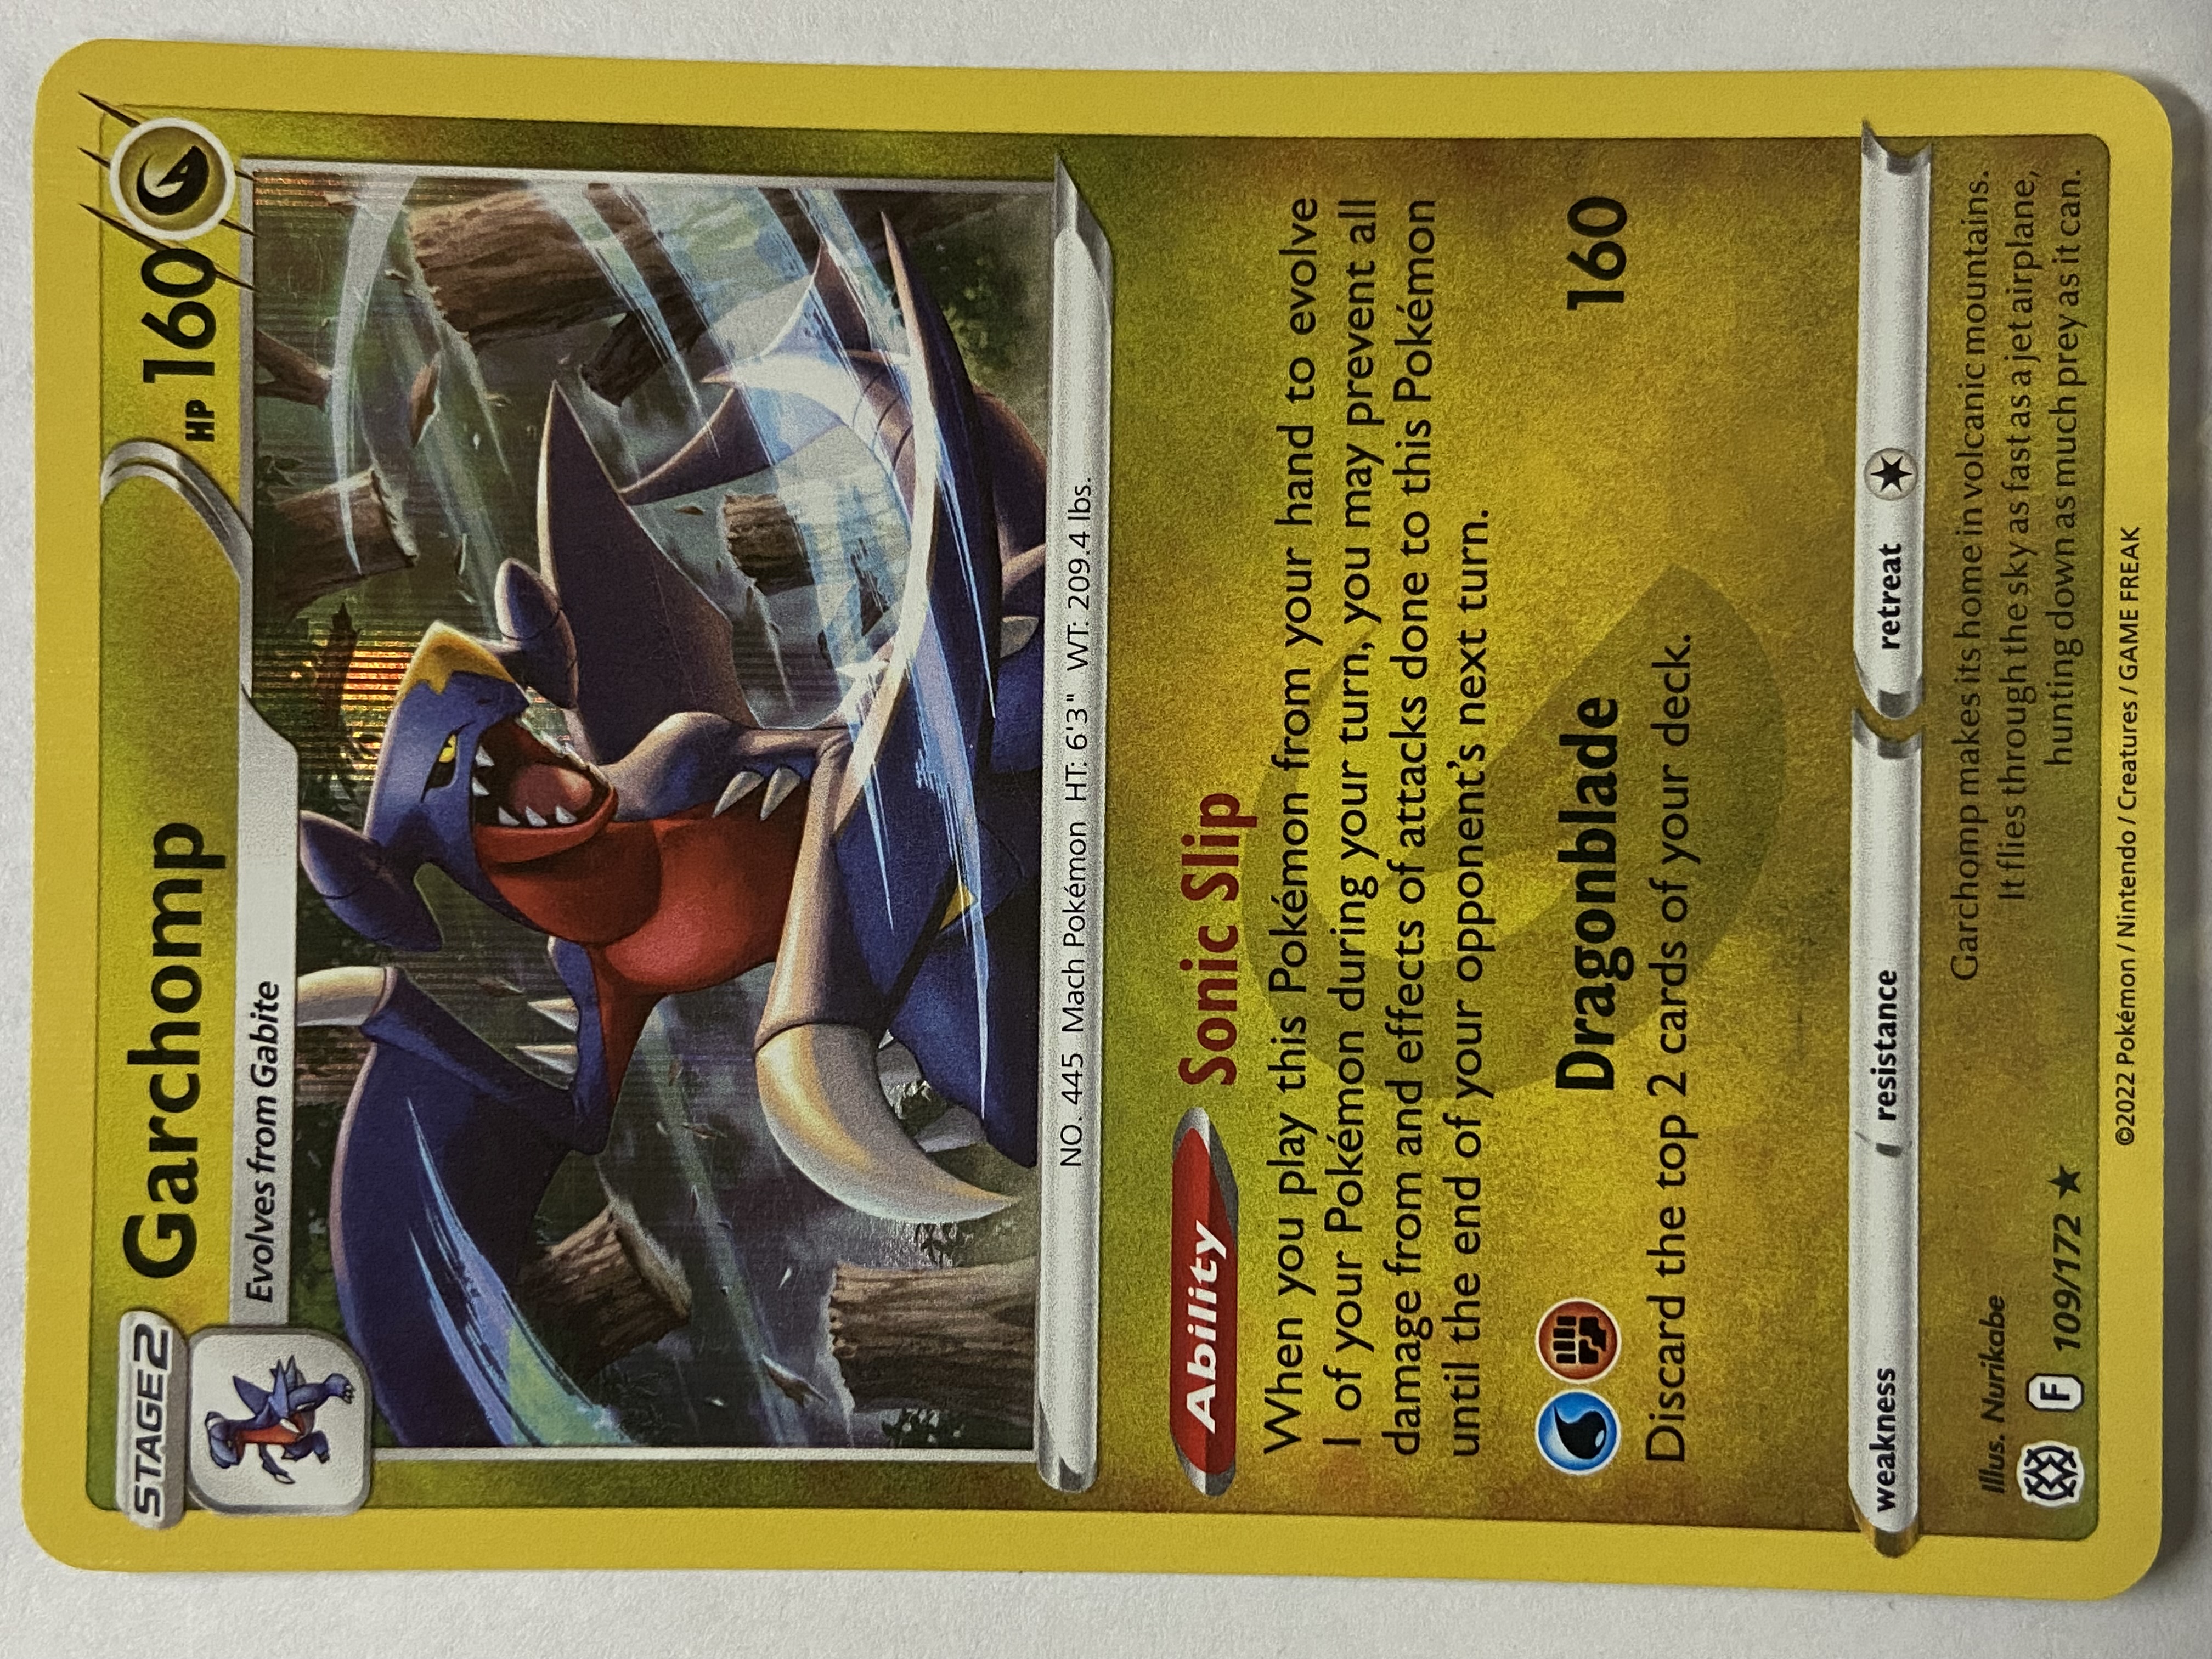 STAGE2
Garchomp
HP 160
Evolves from Gabite
NO. 445 Mach Pokémon HT: 6'3" WT: 209.4 lbs.
Ability Sonic Slip
When you play this Pokémon from your hand to evolve
1 of your Pokémon during your turn, you may prevent all
damage from and effects of attacks done to this Pokémon
until the end of your opponent's next turn.
Dragonblade 160
Discard the top 2 cards of your deck.
weakness resistance retreat
Garchomp makes its home in volcanic mountains.
It flies through the sky as fast as a jet airplane,
hunting down as much prey as it can.
Illus. Nurikabe
F 109/172 ★
©2022 Pokémon / Nintendo / Creatures / GAME FREAK